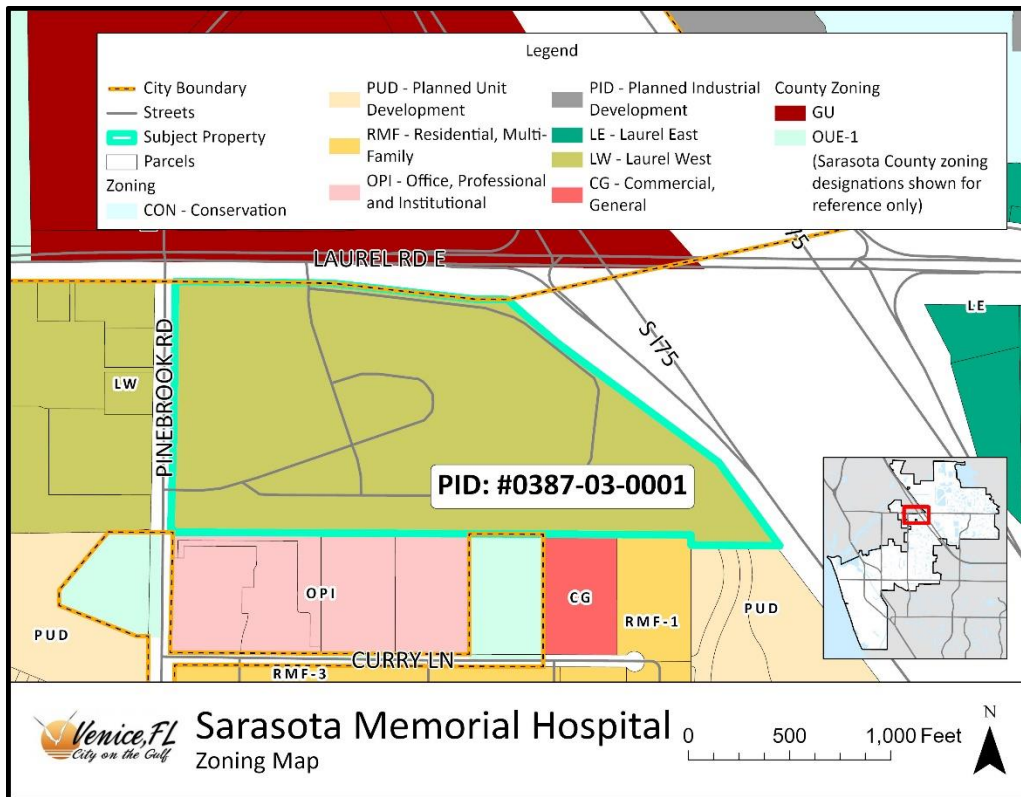 Legend
City Boundary
Streets
Subject Property
Parcels
Zoning
CON - Conservation
PUD - Planned Unit
Development
RMF - Residential, Multi-
Family
OPI - Office, Professional
and Institutional
PID - Planned Industrial
Development
LE - Laurel East
LW - Laurel West
CG - Commercial,
General
County Zoning
GU
OUE-1
(Sarasota County zoning
designations shown for
reference only)
LAUREL RD E
75
S I75
LE
LW
PINEBROOK RD
PID: #0387-03-0001
PUD
OPI
CG
RMF-1
PUD
CURRY LN
RMF-3
Venice, FL
City on the Gulf
Sarasota Memorial Hospital
Zoning Map
0 500 1,000 Feet
N